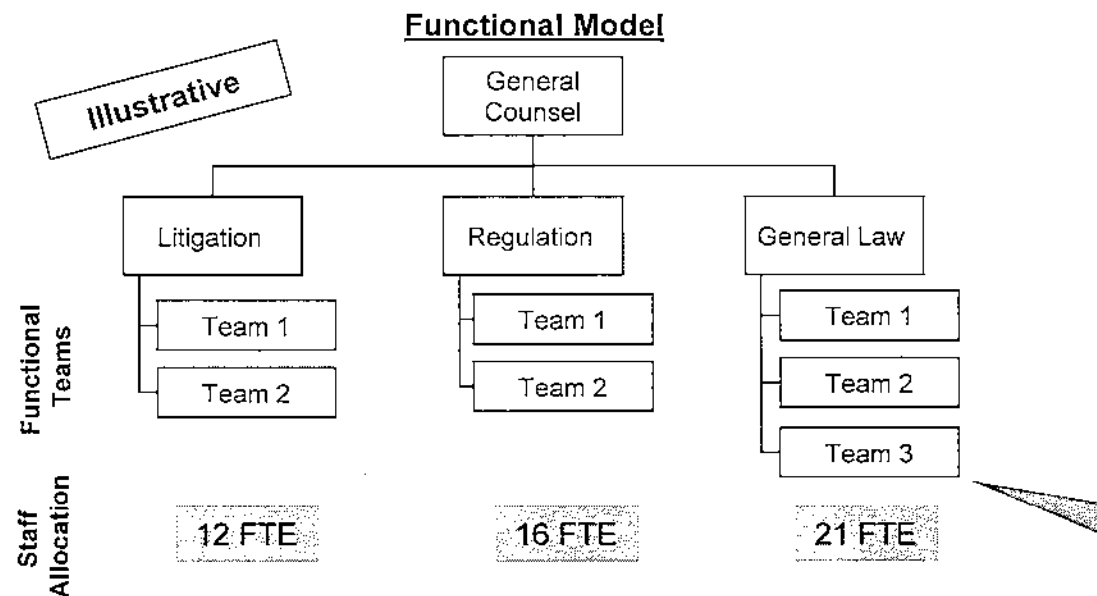 Functional Model
Illustrative
General
Counsel
Litigation
Regulation
General Law
Functional
Teams
Team 1
Team 2
Team 1
Team 2
Team 1
Team 2
Team 3
Staff
Allocation
12 FTE
16 FTE
21 FTE